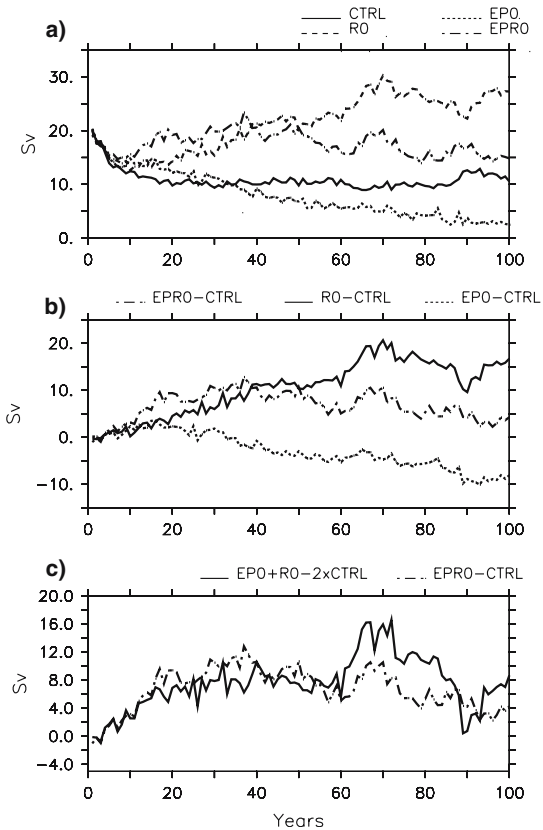 CTRL EP0
a) R0 EPR0
30.
20.
10.
0.
Sv
0 20 40 60 80 100
b) EPR0-CTRL R0-CTRL EP0-CTRL
20.
10.
0.
-10.
Sv
0 20 40 60 80 100
c) EP0+R0-2xCTRL EPR0-CTRL
20.0
16.0
12.0
8.0
4.0
0.0
-4.0
Sv
0 20 40 60 80 100
Years